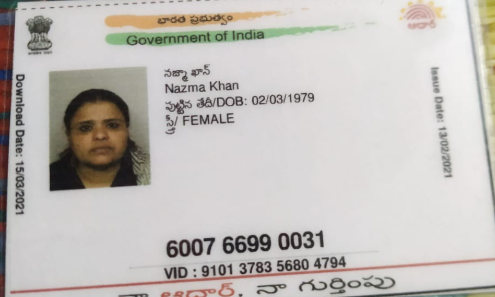 భారత ప్రభుత్వం
Government of India
ఆధార్
నజ్మా ఖాన్
Nazma Khan
పుట్టిన తేదీ/DOB: 02/03/1979
స్త్రీ/ FEMALE
Download Date: 15/03/2021
Issue Date: 13/02/2021
6007 6699 0031
VID : 9101 3783 5680 4794
నా ఆధార్, నా గుర్తింపు